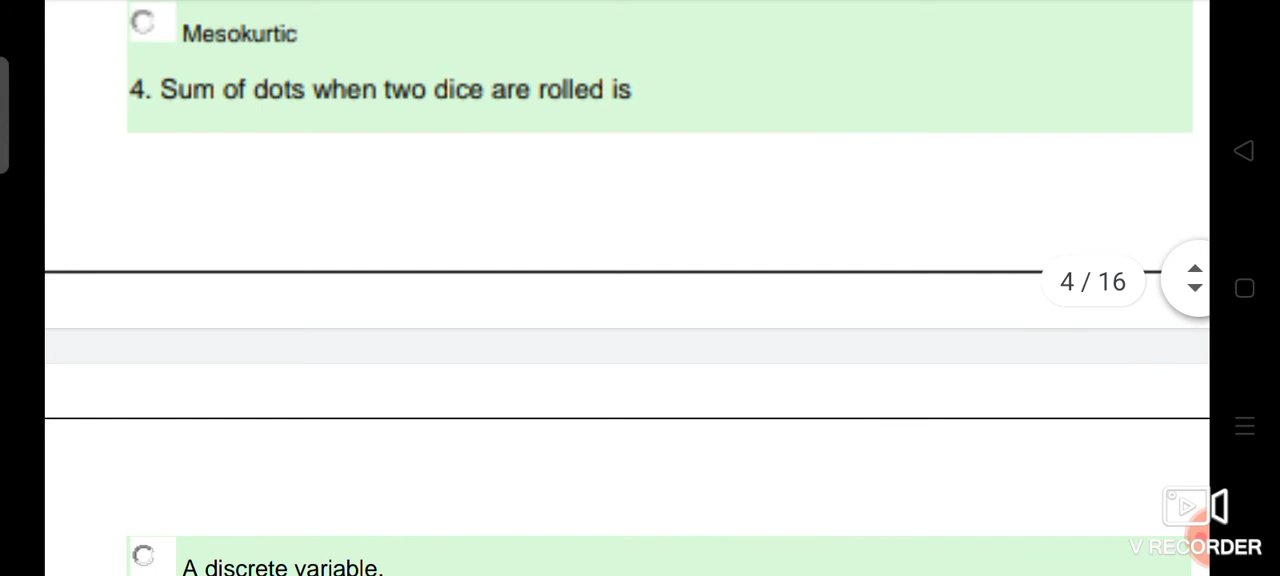 Mesokurtic
4. Sum of dots when two dice are rolled is
4 / 16
V RECORDER
A discrete variable.